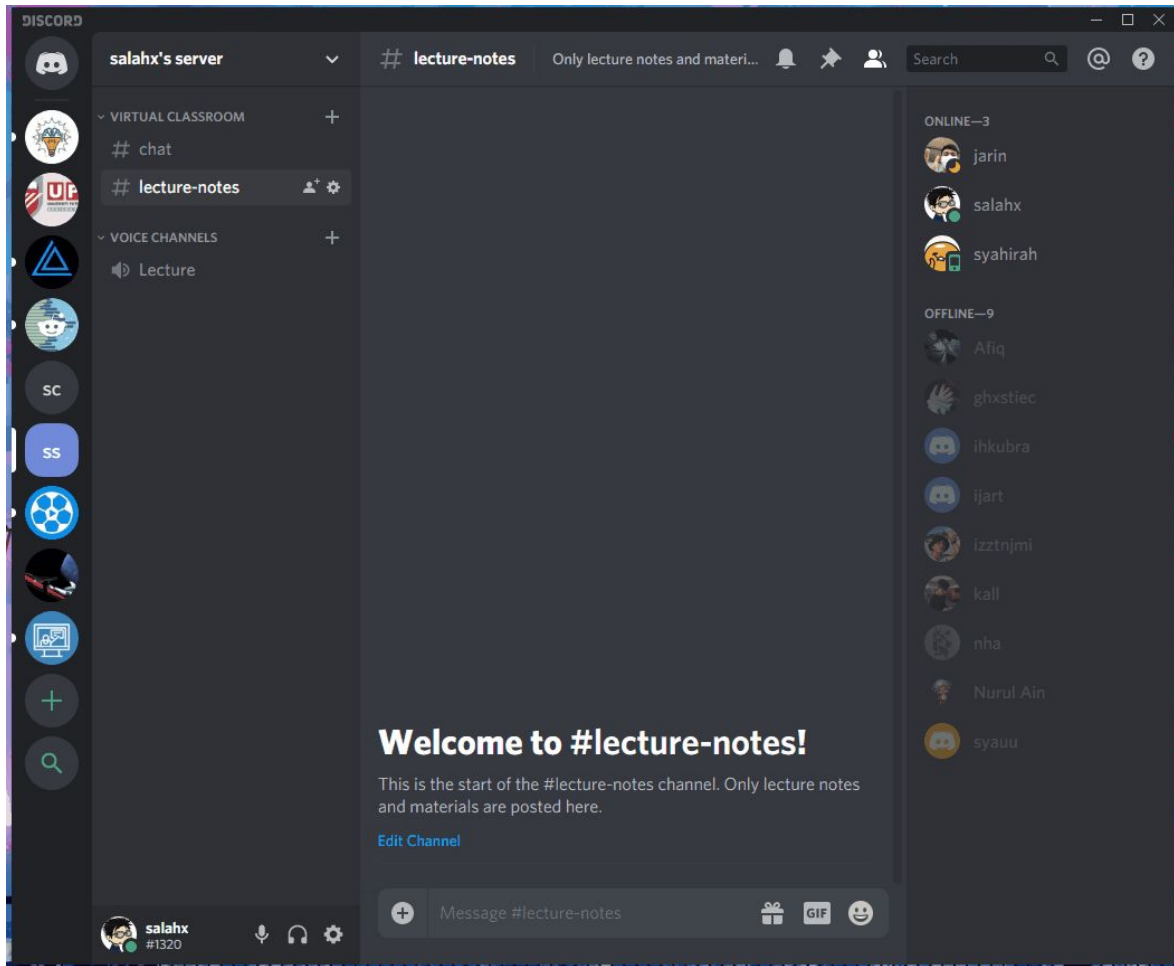 DISCORD
salahx's server
# lecture-notes
Only lecture notes and materi...
Search
VIRTUAL CLASSROOM
# chat
# lecture-notes
VOICE CHANNELS
Lecture
UP
SC
SS
Welcome to #lecture-notes!
This is the start of the #lecture-notes channel. Only lecture notes
and materials are posted here.
Edit Channel
Message #lecture-notes
GIF
salahx
#1320
ONLINE—3
jarin
salahx
syahirah
OFFLINE—9
Afiq
ghxstiec
ihkubra
ijart
izztnjmi
kall
nha
Nurul Ain
syauu